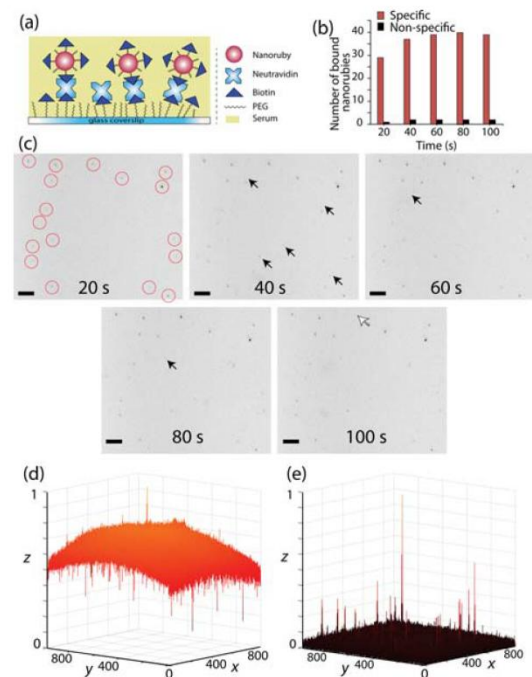 (a)
Nanoruby
Neutravidin
Biotin
PEG
Serum
glass coverslip
(b)
Specific
Non-specific
Number of bound
nanorubies
40
30
20
10
0
20 40 60 80 100
Time (s)
(c)
20 s
40 s
60 s
80 s
100 s
(d)
1
z
0
800
y
400
0
400
x
800
(e)
1
z
0
800
y
400
0
400
x
800